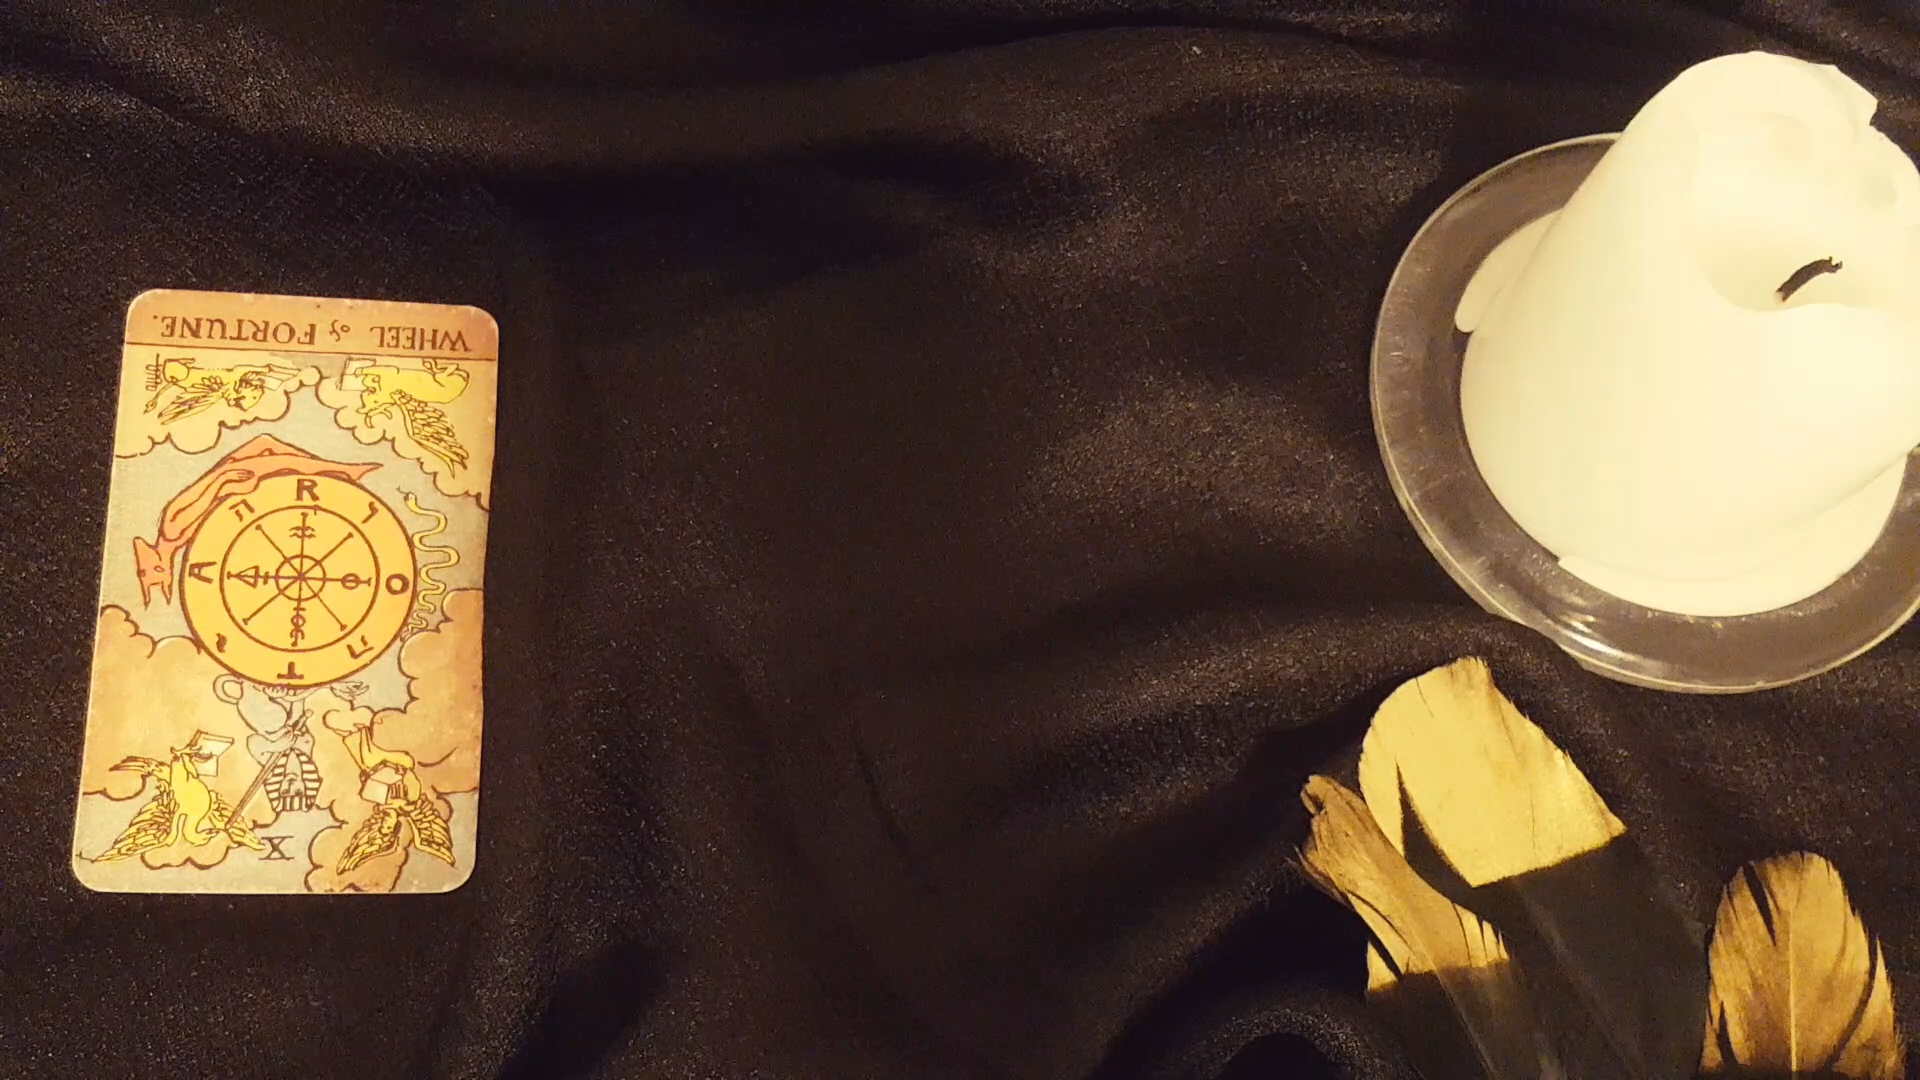 X
T
ה י
O A
ו ה
R
WHEEL of FORTUNE.